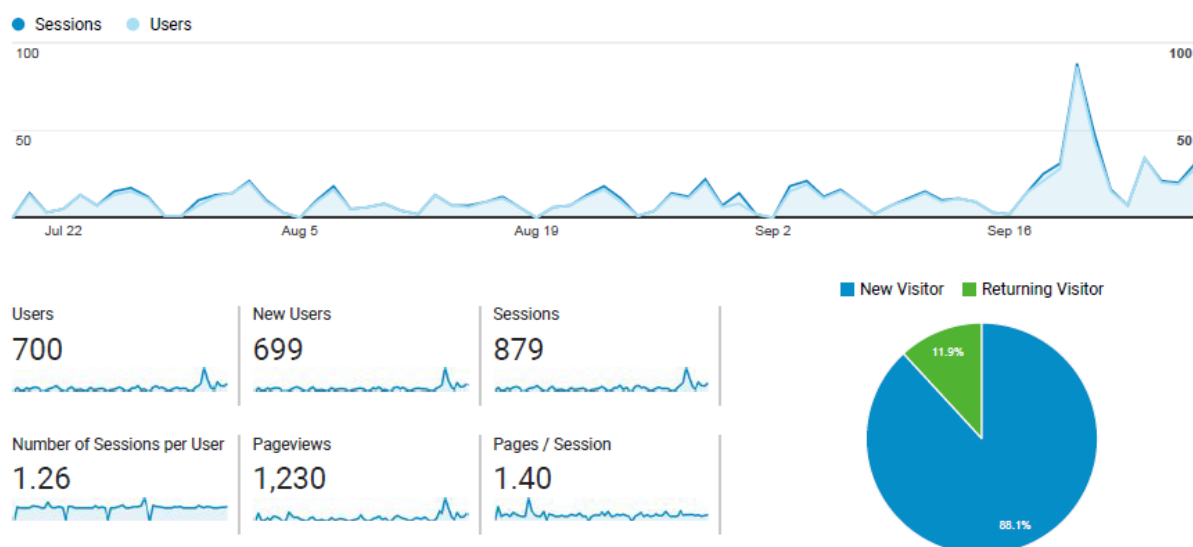 Sessions Users
100 100
50 50
Jul 22 Aug 5 Aug 19 Sep 2 Sep 16
New Visitor Returning Visitor
Users New Users Sessions
700 699 879
11.9%
Number of Sessions per User Pageviews Pages / Session
1.26 1,230 1.40
88.1%